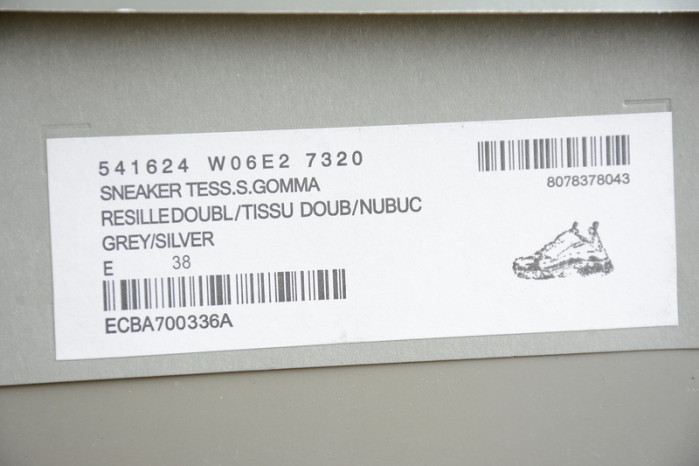 541624 W06E2 7320
8078378043
SNEAKER TESS.S.GOMMA
RESILLE DOUBL/TISSU DOUB/NUBUC
GREY/SILVER
E 38
ECBA700336A